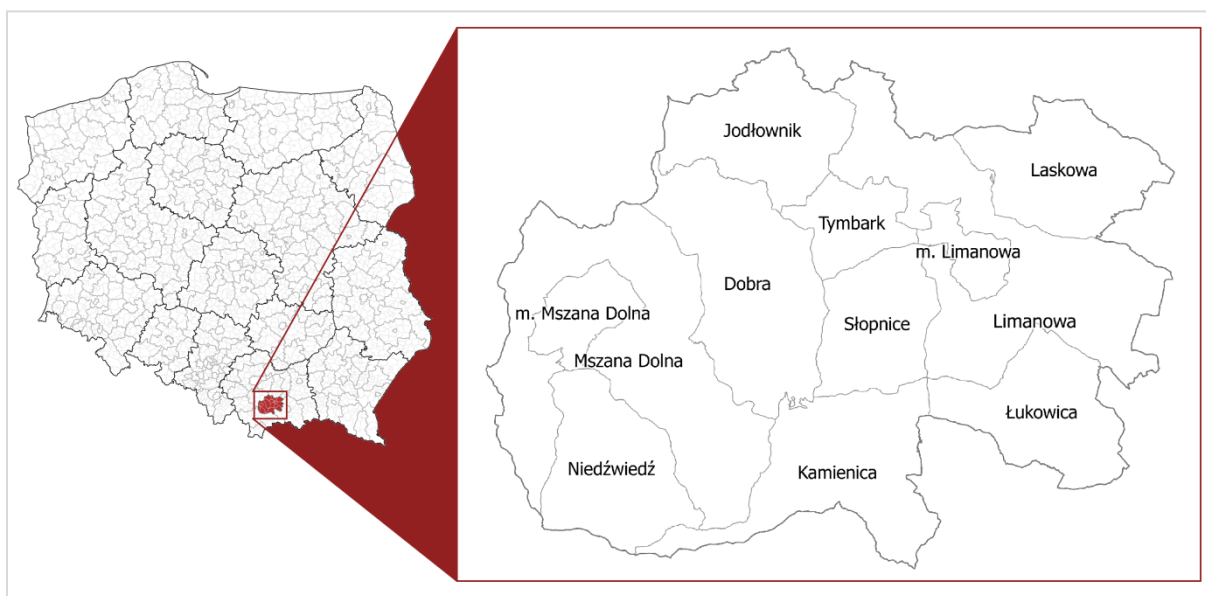 Jodłownik
Laskowa
Tymbark
m. Limanowa
Dobra
m. Mszana Dolna
Słopnice
Limanowa
Mszana Dolna
Łukowica
Niedźwiedź
Kamienica